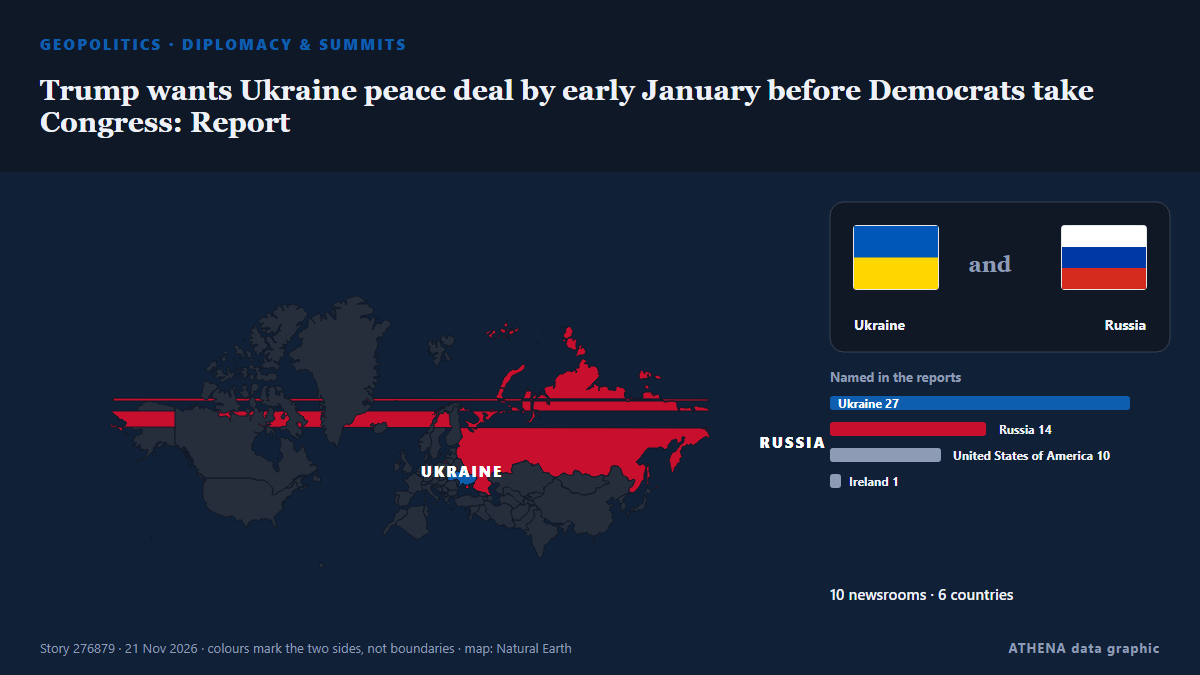 GEOPOLITICS · DIPLOMACY & SUMMITS
Trump wants Ukraine peace deal by early January before Democrats take
Congress: Report
and
Ukraine
Russia
Named in the reports
Ukraine 27
Russia 14
RUSSIA
United States of America 10
UKRAINE
Ireland 1
10 newsrooms · 6 countries
Story 276879 · 21 Nov 2026 · colours mark the two sides, not boundaries · map: Natural Earth
ATHENA data graphic